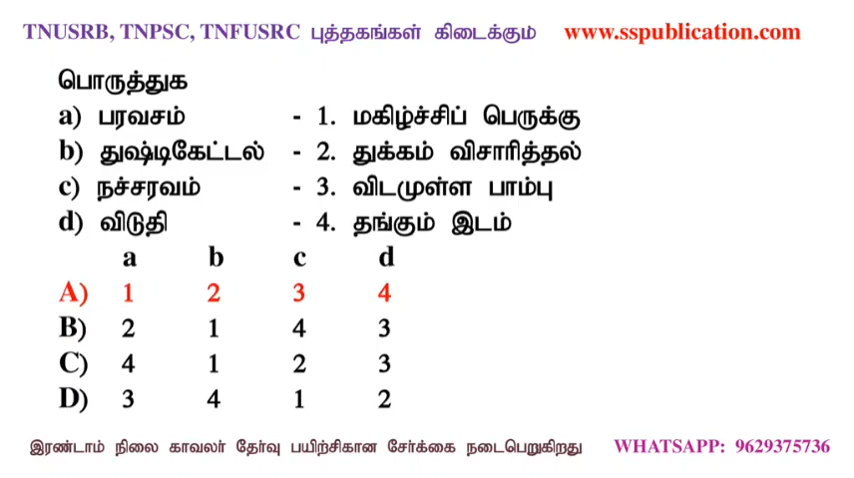 TNUSRB, TNPSC, TNFUSRC புத்தகங்கள் கிடைக்கும் www.sspublication.com
பொருத்துக
a) பரவசம் - 1. மகிழ்ச்சிப் பெருக்கு
b) துஷ்டிகேட்டல் - 2. துக்கம் விசாரித்தல்
c) நச்சரவம் - 3. விடமுள்ள பாம்பு
d) விடுதி - 4. தங்கும் இடம்
a b c d
A) 1 2 3 4
B) 2 1 4 3
C) 4 1 2 3
D) 3 4 1 2
இரண்டாம் நிலை காவலர் தேர்வு பயிற்சிகான சேர்க்கை நடைபெறுகிறது WHATSAPP: 9629375736